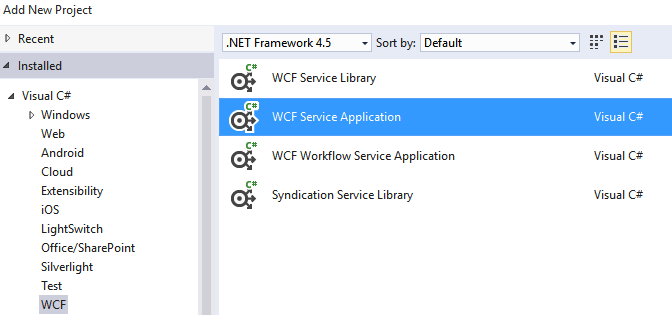 Add New Project
Recent
.NET Framework 4.5 Sort by: Default
Installed
Visual C#
Windows
Web
Android
Cloud
Extensibility
iOS
LightSwitch
Office/SharePoint
Silverlight
Test
WCF
C# WCF Service Library Visual C#
C# WCF Service Application Visual C#
C# WCF Workflow Service Application Visual C#
C# Syndication Service Library Visual C#